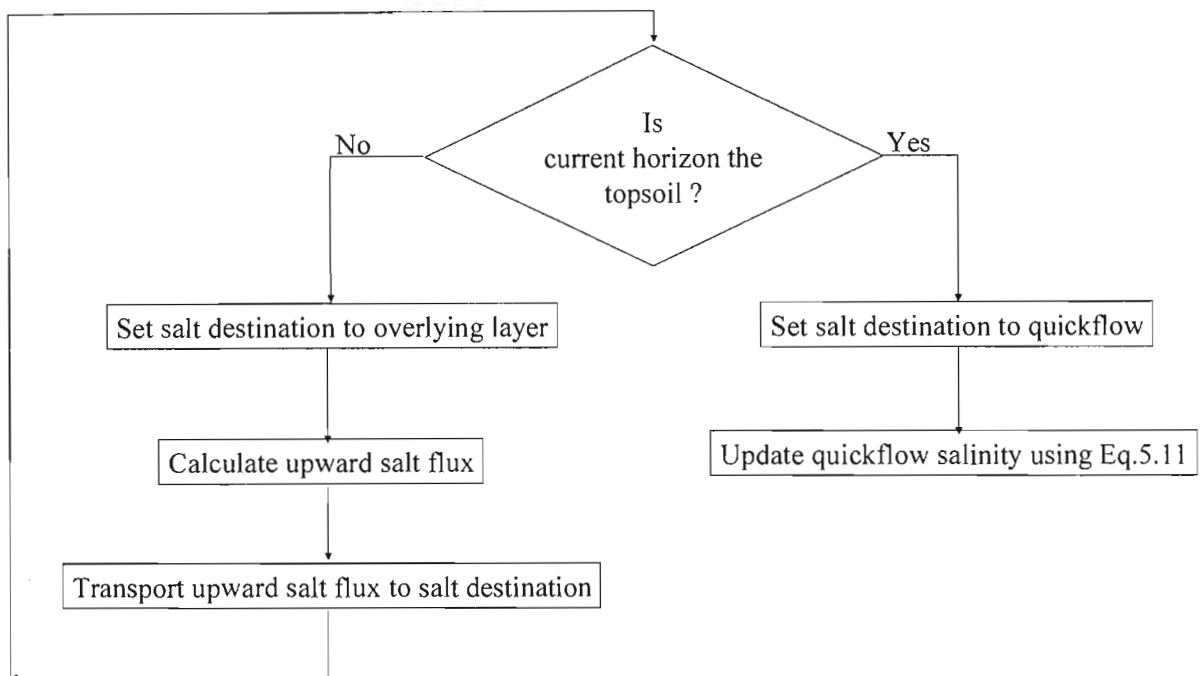 Is
current horizon the
topsoil ?
No
Yes
Set salt destination to overlying layer
Set salt destination to quickflow
Calculate upward salt flux
Update quickflow salinity using Eq.5.11
Transport upward salt flux to salt destination